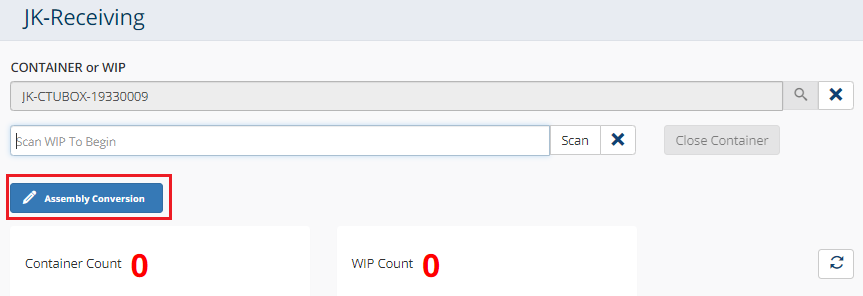 JK-Receiving
CONTAINER or WIP
JK-CTUBOX-19330009
Scan WIP To Begin Scan Close Container
Assembly Conversion
Container Count 0 WIP Count 0